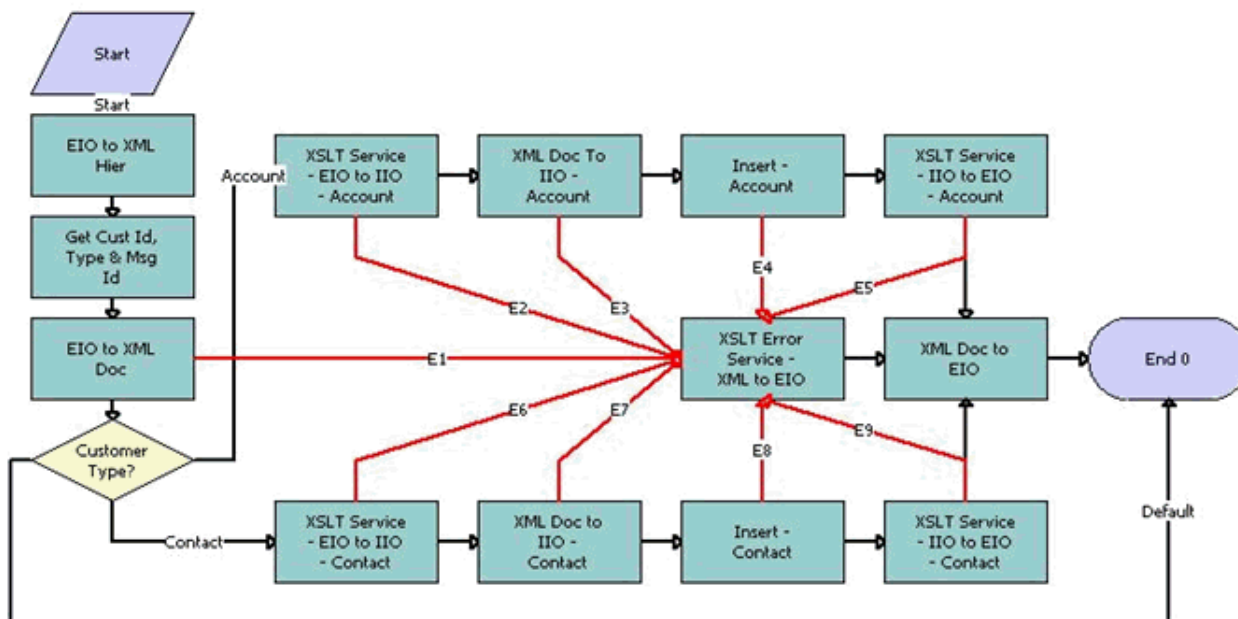 Start
Start
EIO to XML
Hier
Get Cust Id,
Type & Msg
Id
EIO to XML
Doc
Customer
Type?
Account
XSLT Service
- EIO to IIO
- Account
XML Doc To
IIO -
Account
Insert -
Account
XSLT Service
- IIO to EIO
- Account
E1
E2
E3
E4
E5
XSLT Error
Service -
XML to EIO
XML Doc to
EIO
End 0
E6
E7
E8
E9
Contact
XSLT Service
- EIO to IIO
- Contact
XML Doc to
IIO -
Contact
Insert -
Contact
XSLT Service
- IIO to EIO
- Contact
Default